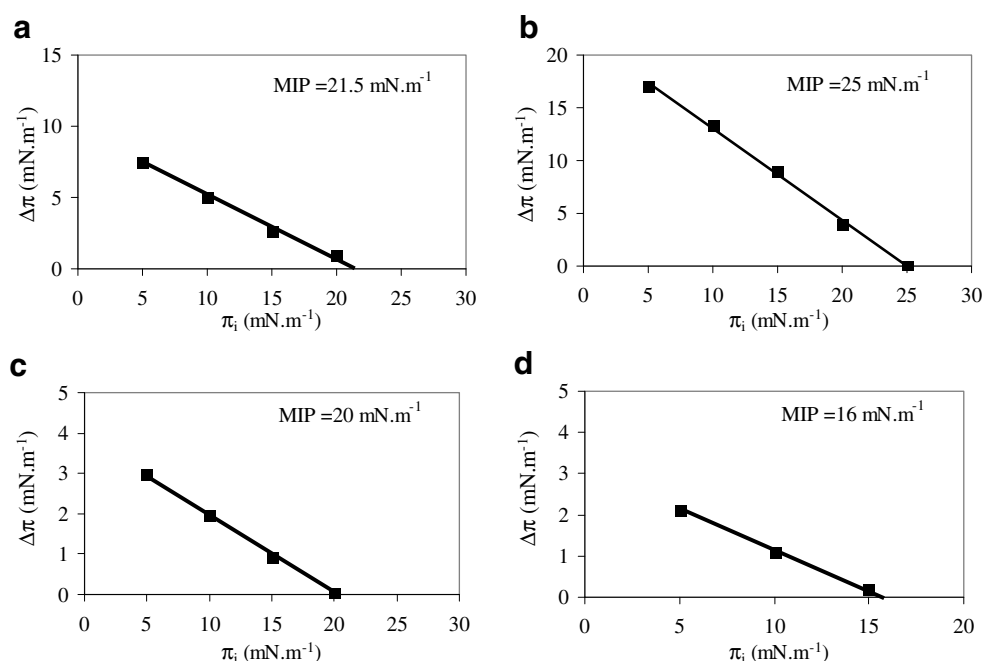 a
15
10
5
0
Δπ (mN.m-1)
MIP =21.5 mN.m-1
0 5 10 15 20 25 30
πi (mN.m-1)
b
20
15
10
5
0
Δπ (mN.m-1)
MIP =25 mN.m-1
0 5 10 15 20 25 30
πi (mN.m-1)
c
5
4
3
2
1
0
Δπ (mN.m-1)
MIP =20 mN.m-1
0 5 10 15 20 25 30
πi (mN.m-1)
d
5
4
3
2
1
0
Δπ (mN.m-1)
MIP =16 mN.m-1
0 5 10 15 20
πi (mN.m-1)